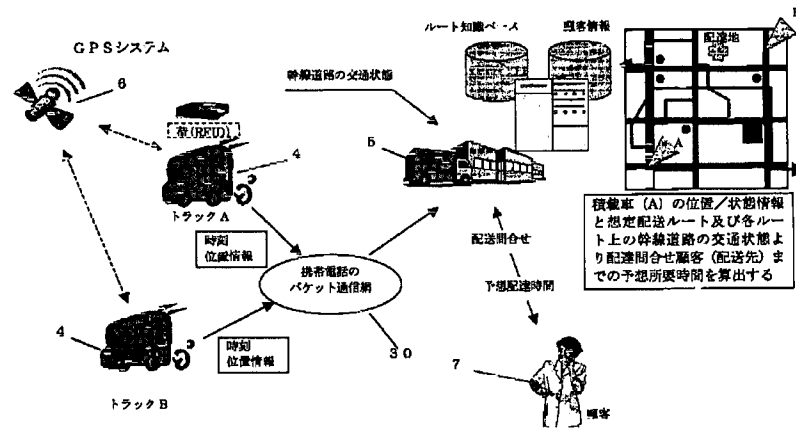 GPSシステム
6
荷(RFID)
4
トラックA
時刻
位置情報
4
トラックB
時刻
位置情報
携帯電話の
パケット通信網
30
幹線道路の交通状態
5
ルート知識ベース
顧客情報
配送問合せ
予想配達時間
7
顧客
配達地
A
積載車(A)の位置/状態情報
と想定配送ルート及び各ルー
ト上の幹線道路の交通状態よ
り配達問合せ顧客(配送先)ま
での予想所要時間を算出する